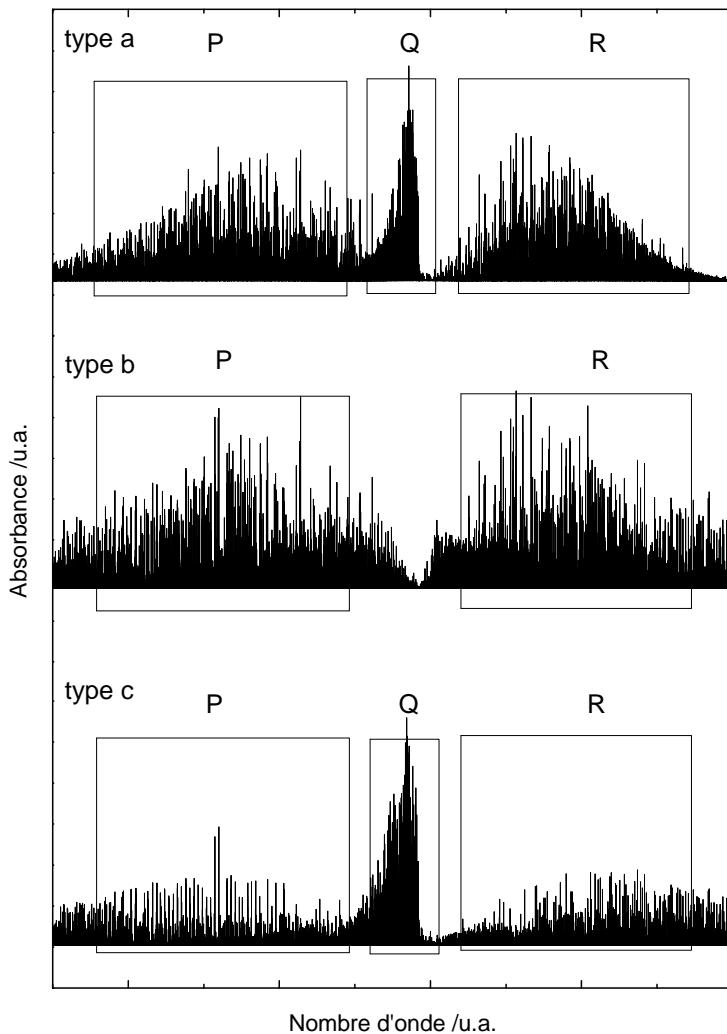 type a
P Q R
type b
P R
type c
P Q R
Absorbance /u.a.
Nombre d'onde /u.a.